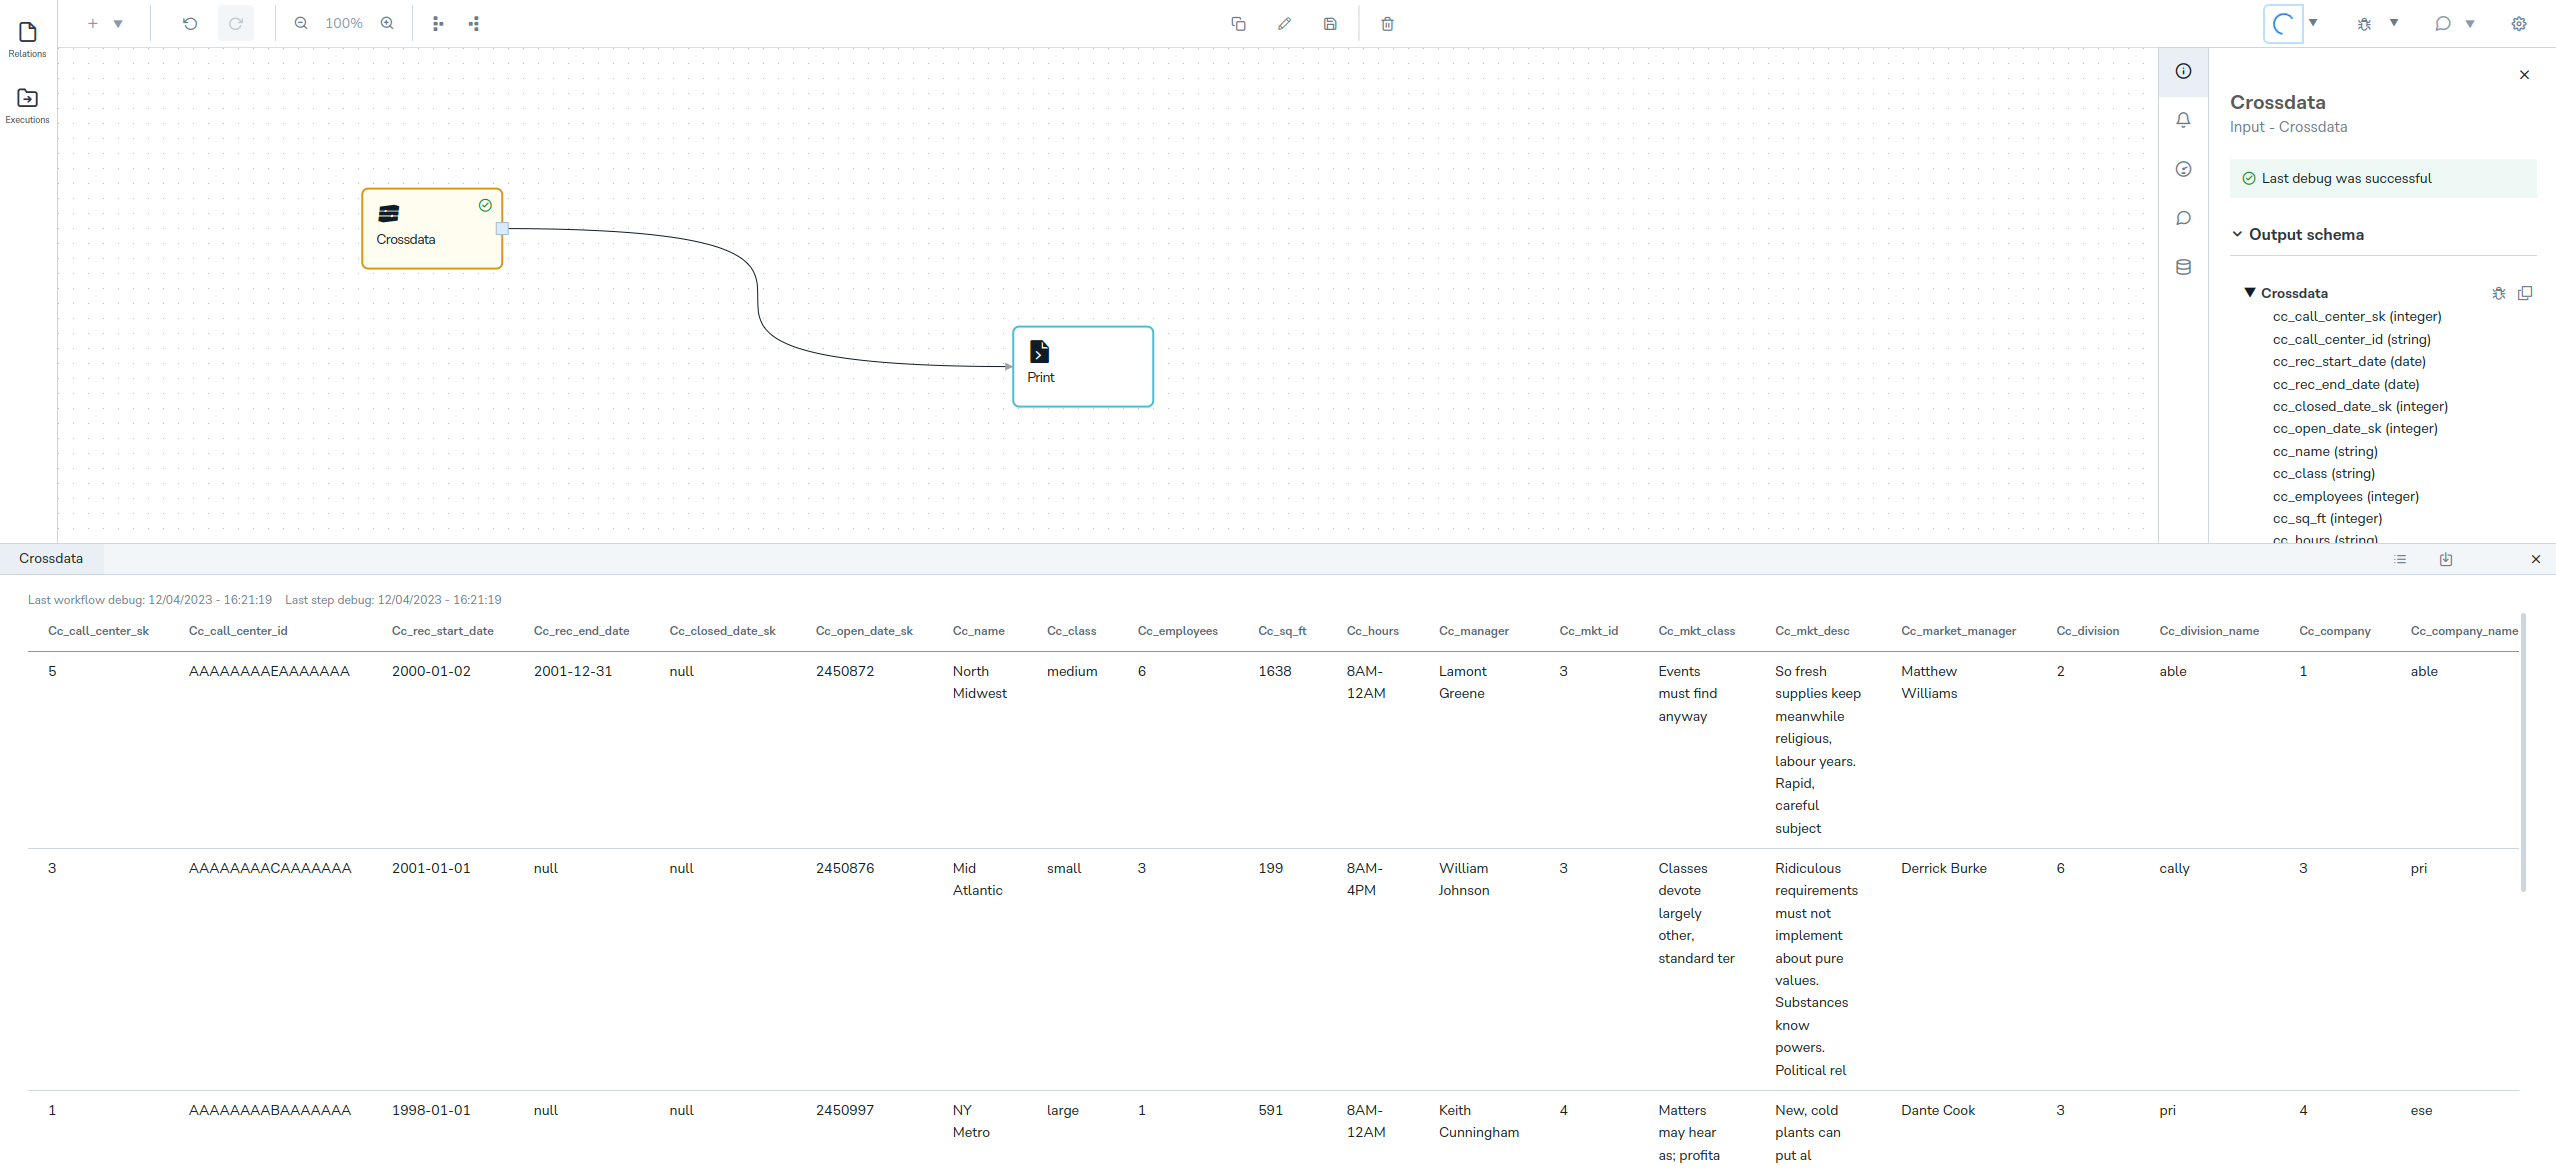 100%
Relations
Executions
Crossdata
Print
Crossdata
Input - Crossdata
Last debug was successful
Output schema
Crossdata
cc_call_center_sk (integer)
cc_call_center_id (string)
cc_rec_start_date (date)
cc_rec_end_date (date)
cc_closed_date_sk (integer)
cc_open_date_sk (integer)
cc_name (string)
cc_class (string)
cc_employees (integer)
cc_sq_ft (integer)
cc_hours (string)
Crossdata
Last workflow debug: 12/04/2023 - 16:21:19 Last step debug: 12/04/2023 - 16:21:19
Cc_call_center_sk Cc_call_center_id Cc_rec_start_date Cc_rec_end_date Cc_closed_date_sk Cc_open_date_sk Cc_name Cc_class Cc_employees Cc_sq_ft Cc_hours Cc_manager Cc_mkt_id Cc_mkt_class Cc_mkt_desc Cc_market_manager Cc_division Cc_division_name Cc_company Cc_company_name
5 AAAAAAAAEAAAAAAA 2000-01-02 2001-12-31 null 2450872 North medium 6 1638 8AM- Lamont 3 Events So fresh Matthew 2 able 1 able
Midwest 12AM Greene must find supplies keep Williams
anyway meanwhile
religious,
labour years.
Rapid,
careful
subject
3 AAAAAAAACAAAAAAA 2001-01-01 null null 2450876 Mid small 3 199 8AM- William 3 Classes Ridiculous Derrick Burke 6 cally 3 pri
Atlantic 4PM Johnson devote requirements
largely must not
other, implement
standard ter about pure
values.
Substances
know
powers.
Political rel
1 AAAAAAAABAAAAAAA 1998-01-01 null null 2450997 NY large 1 591 8AM- Keith 4 Matters New, cold Dante Cook 3 pri 4 ese
Metro 12AM Cunningham may hear plants can
as; profita put al